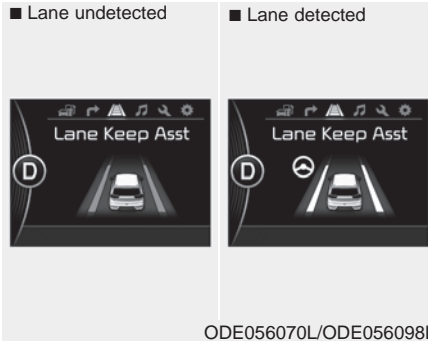 ■ Lane undetected
■ Lane detected
Lane Keep Asst
D
Lane Keep Asst
D
ODE056070L/ODE056098L